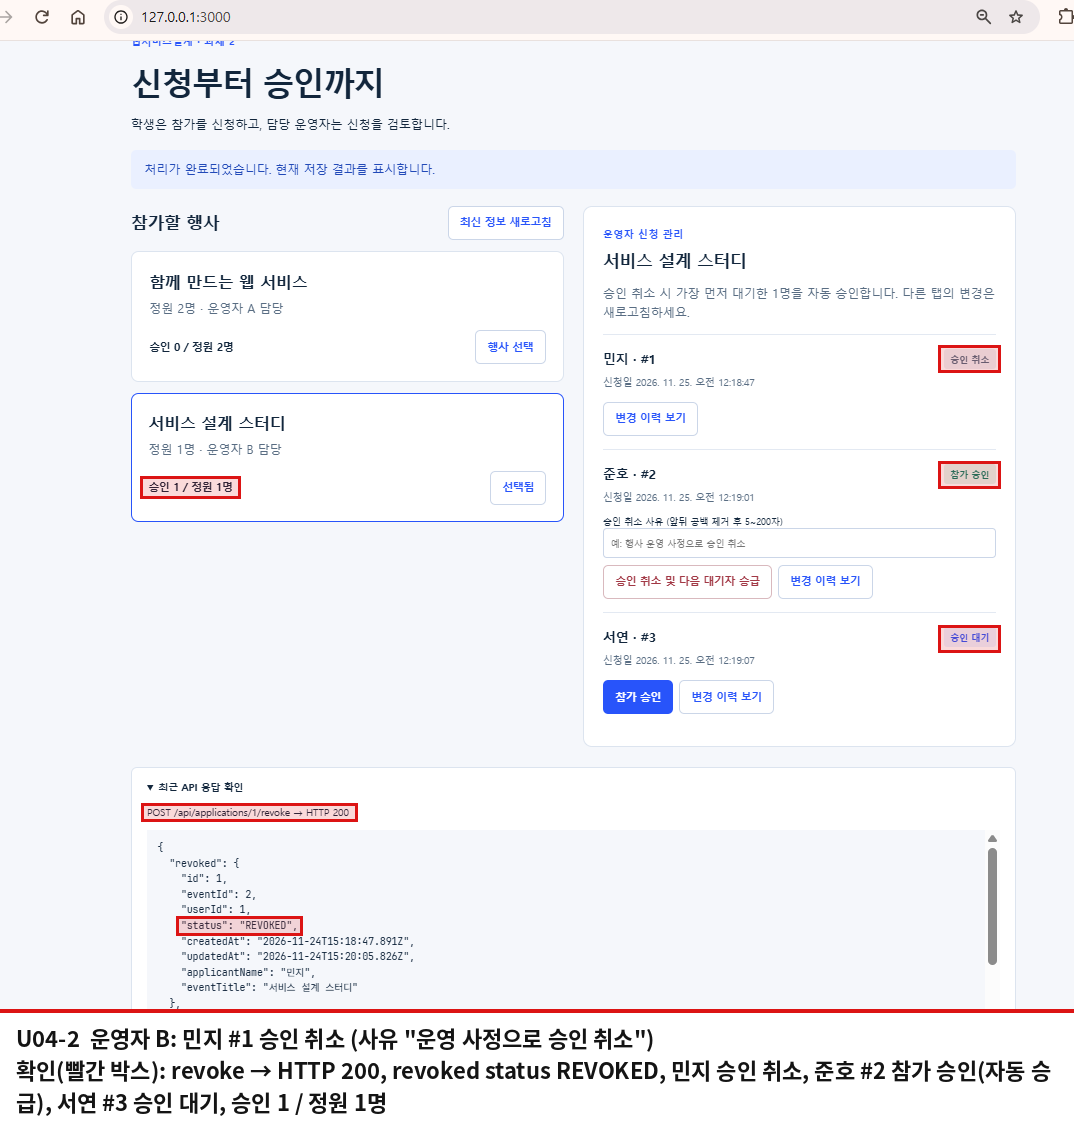 127.0.0.1:3000
신청부터 승인까지
학생은 참가를 신청하고, 담당 운영자는 신청을 검토합니다.
처리가 완료되었습니다. 현재 저장 결과를 표시합니다.
참가할 행사
최신 정보 새로고침
함께 만드는 웹 서비스
정원 2명 · 운영자 A 담당
승인 0 / 정원 2명
행사 선택
서비스 설계 스터디
정원 1명 · 운영자 B 담당
승인 1 / 정원 1명
선택됨
운영자 신청 관리
서비스 설계 스터디
승인 취소 시 가장 먼저 대기한 1명을 자동 승인합니다. 다른 탭의 변경은
새로고침하세요.
민지 · #1
승인 취소
신청일 2026. 11. 25. 오전 12:18:47
변경 이력 보기
준호 · #2
참가 승인
신청일 2026. 11. 25. 오전 12:19:01
승인 취소 사유 (앞뒤 공백 제거 후 5~200자)
예: 행사 운영 사정으로 승인 취소
승인 취소 및 다음 대기자 승급
변경 이력 보기
서연 · #3
승인 대기
신청일 2026. 11. 25. 오전 12:19:07
참가 승인
변경 이력 보기
▼ 최근 API 응답 확인
POST /api/applications/1/revoke → HTTP 200
{
"revoked": {
"id": 1,
"eventId": 2,
"userId": 1,
"status": "REVOKED",
"createdAt": "2026-11-24T15:18:47.891Z",
"updatedAt": "2026-11-24T15:20:05.826Z",
"applicantName": "민지",
"eventTitle": "서비스 설계 스터디"
},
U04-2 운영자 B: 민지 #1 승인 취소 (사유 "운영 사정으로 승인 취소")
확인(빨간 박스): revoke → HTTP 200, revoked status REVOKED, 민지 승인 취소, 준호 #2 참가 승인(자동 승
급), 서연 #3 승인 대기, 승인 1 / 정원 1명